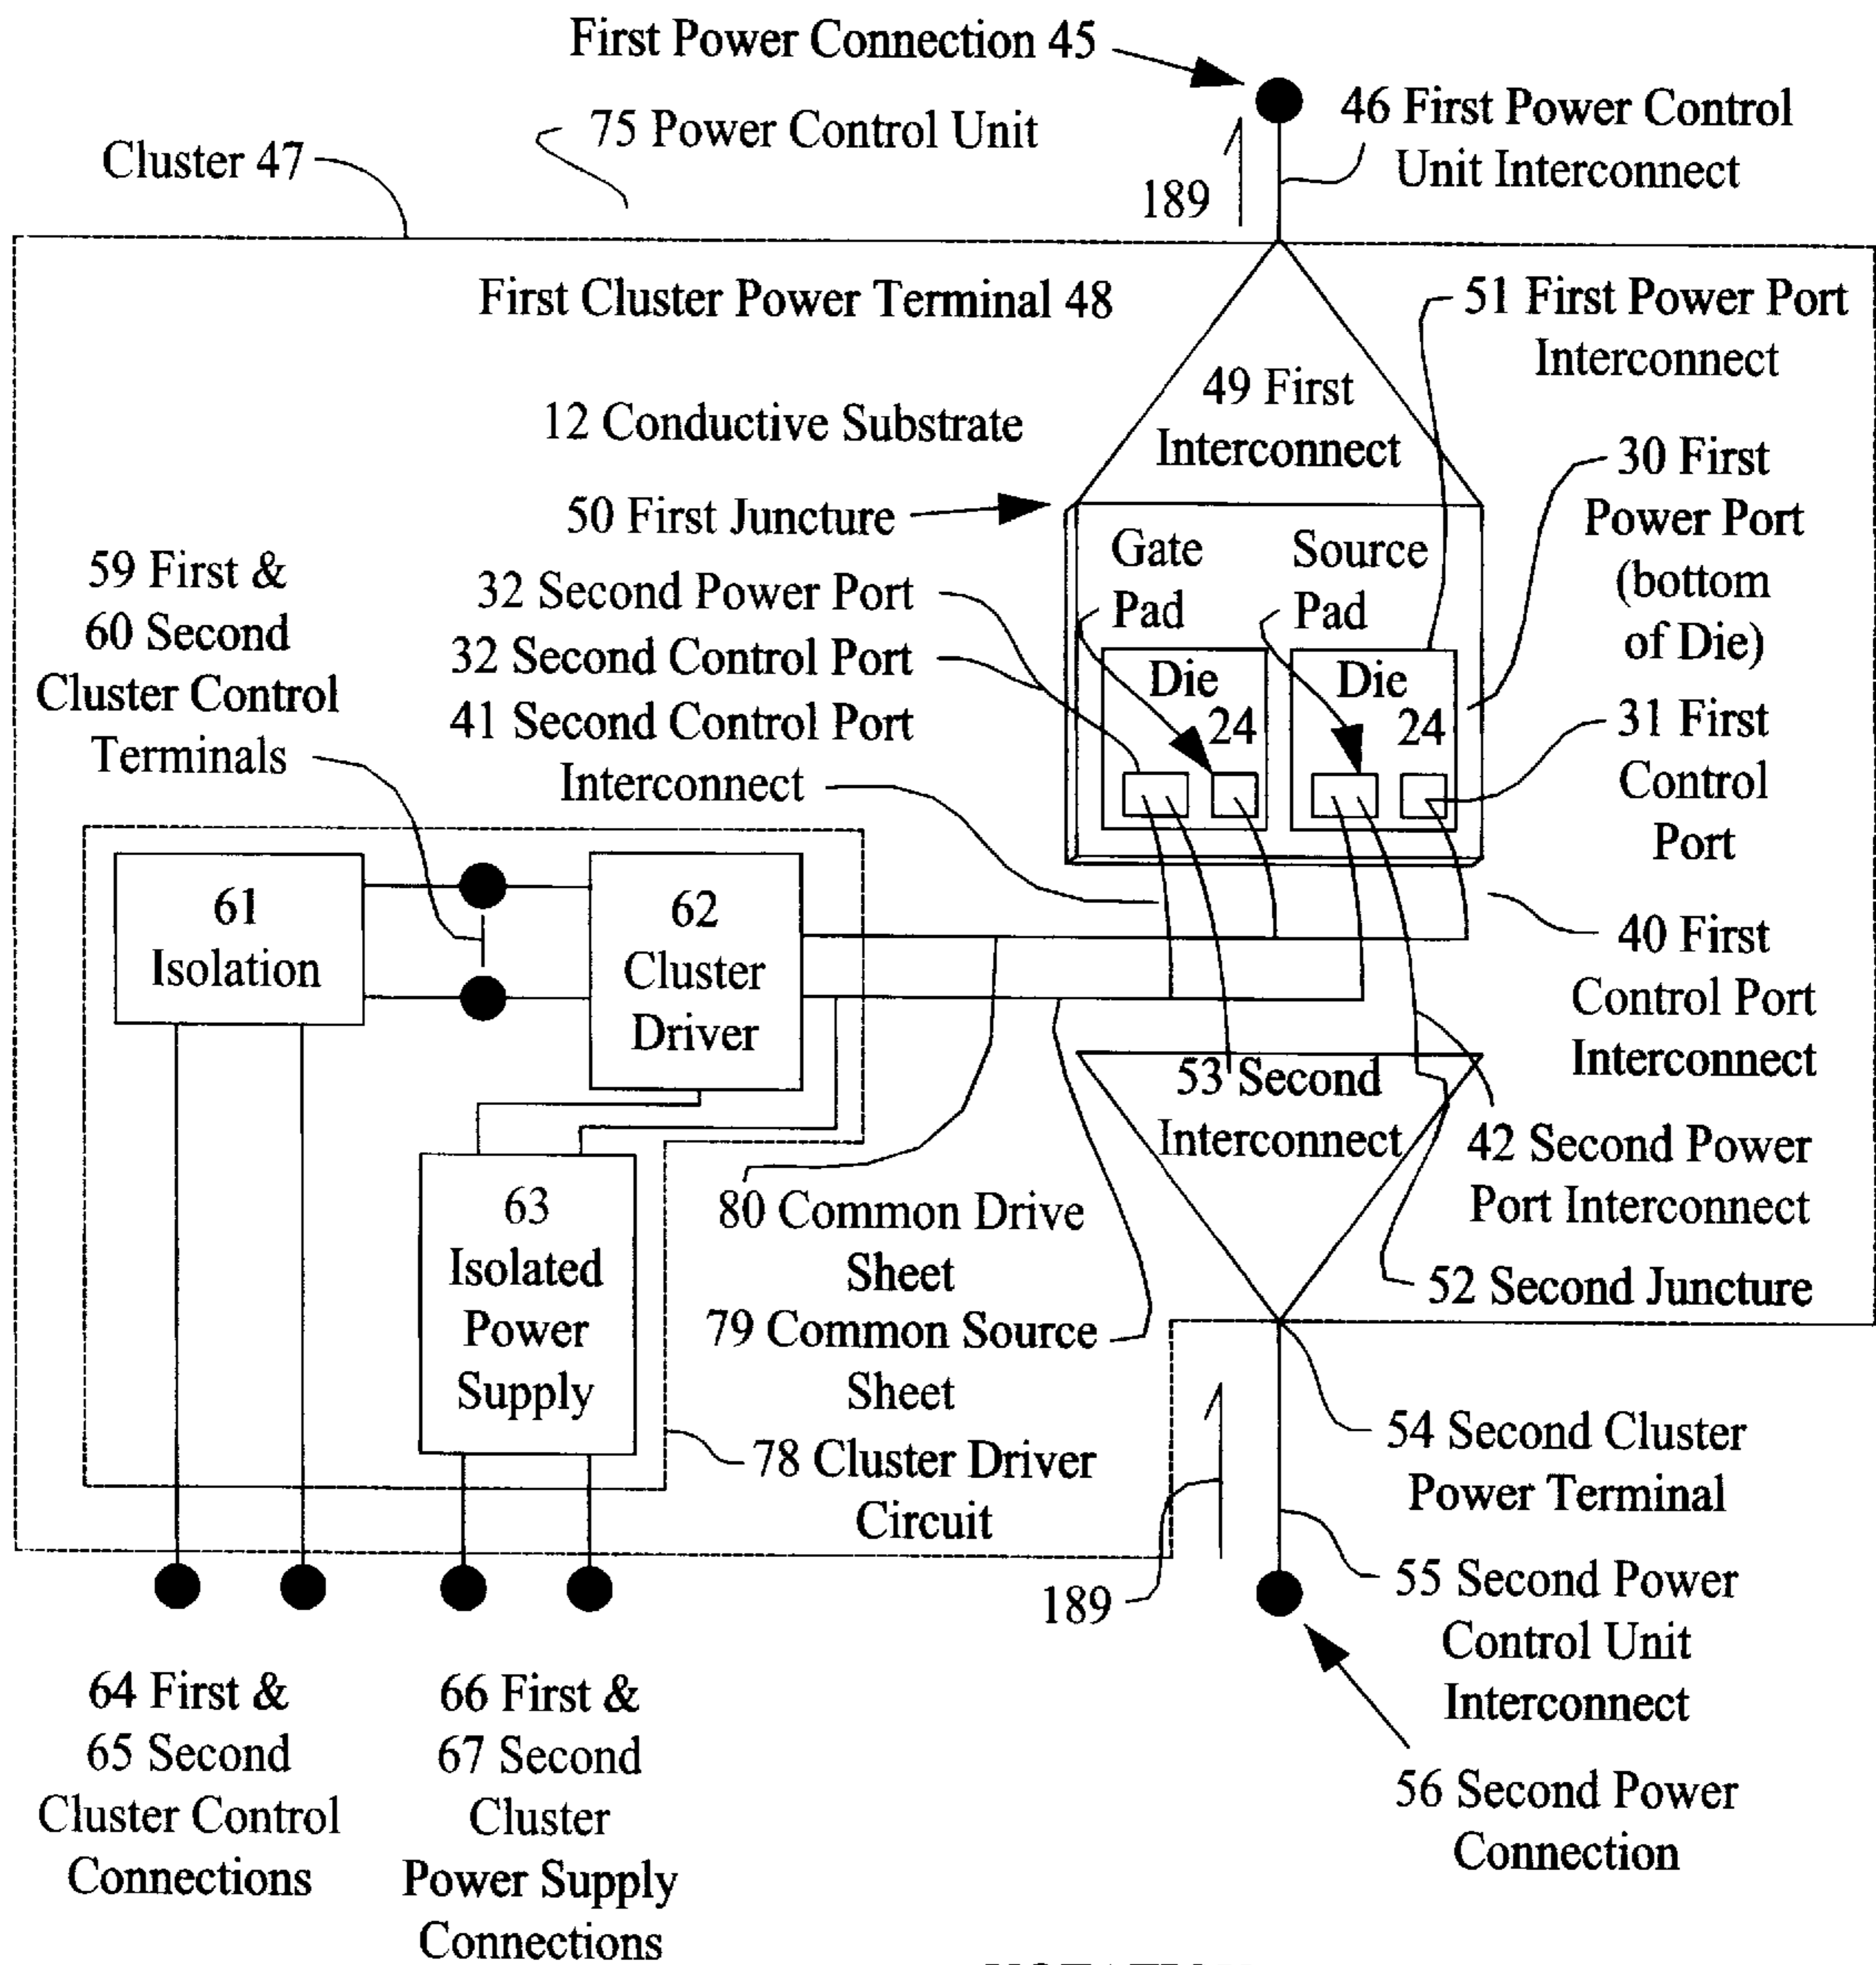 First Power Connection 45
75 Power Control Unit
Cluster 47
46 First Power Control
Unit Interconnect
189
First Cluster Power Terminal 48
51 First Power Port
Interconnect
49 First
Interconnect
12 Conductive Substrate
50 First Juncture
30 First
Power Port
(bottom
of Die)
Gate
Pad
Source
Pad
59 First &
60 Second
Cluster Control
Terminals
32 Second Power Port
32 Second Control Port
41 Second Control Port
Interconnect
Die
24
Die
24
31 First
Control
Port
61
Isolation
62
Cluster
Driver
40 First
Control Port
Interconnect
53 Second
Interconnect
42 Second Power
Port Interconnect
63
Isolated
Power
Supply
80 Common Drive
Sheet
79 Common Source
Sheet
52 Second Juncture
78 Cluster Driver
Circuit
54 Second Cluster
Power Terminal
189
55 Second Power
Control Unit
Interconnect
64 First &
65 Second
Cluster Control
Connections
66 First &
67 Second
Cluster
Power Supply
Connections
56 Second Power
Connection